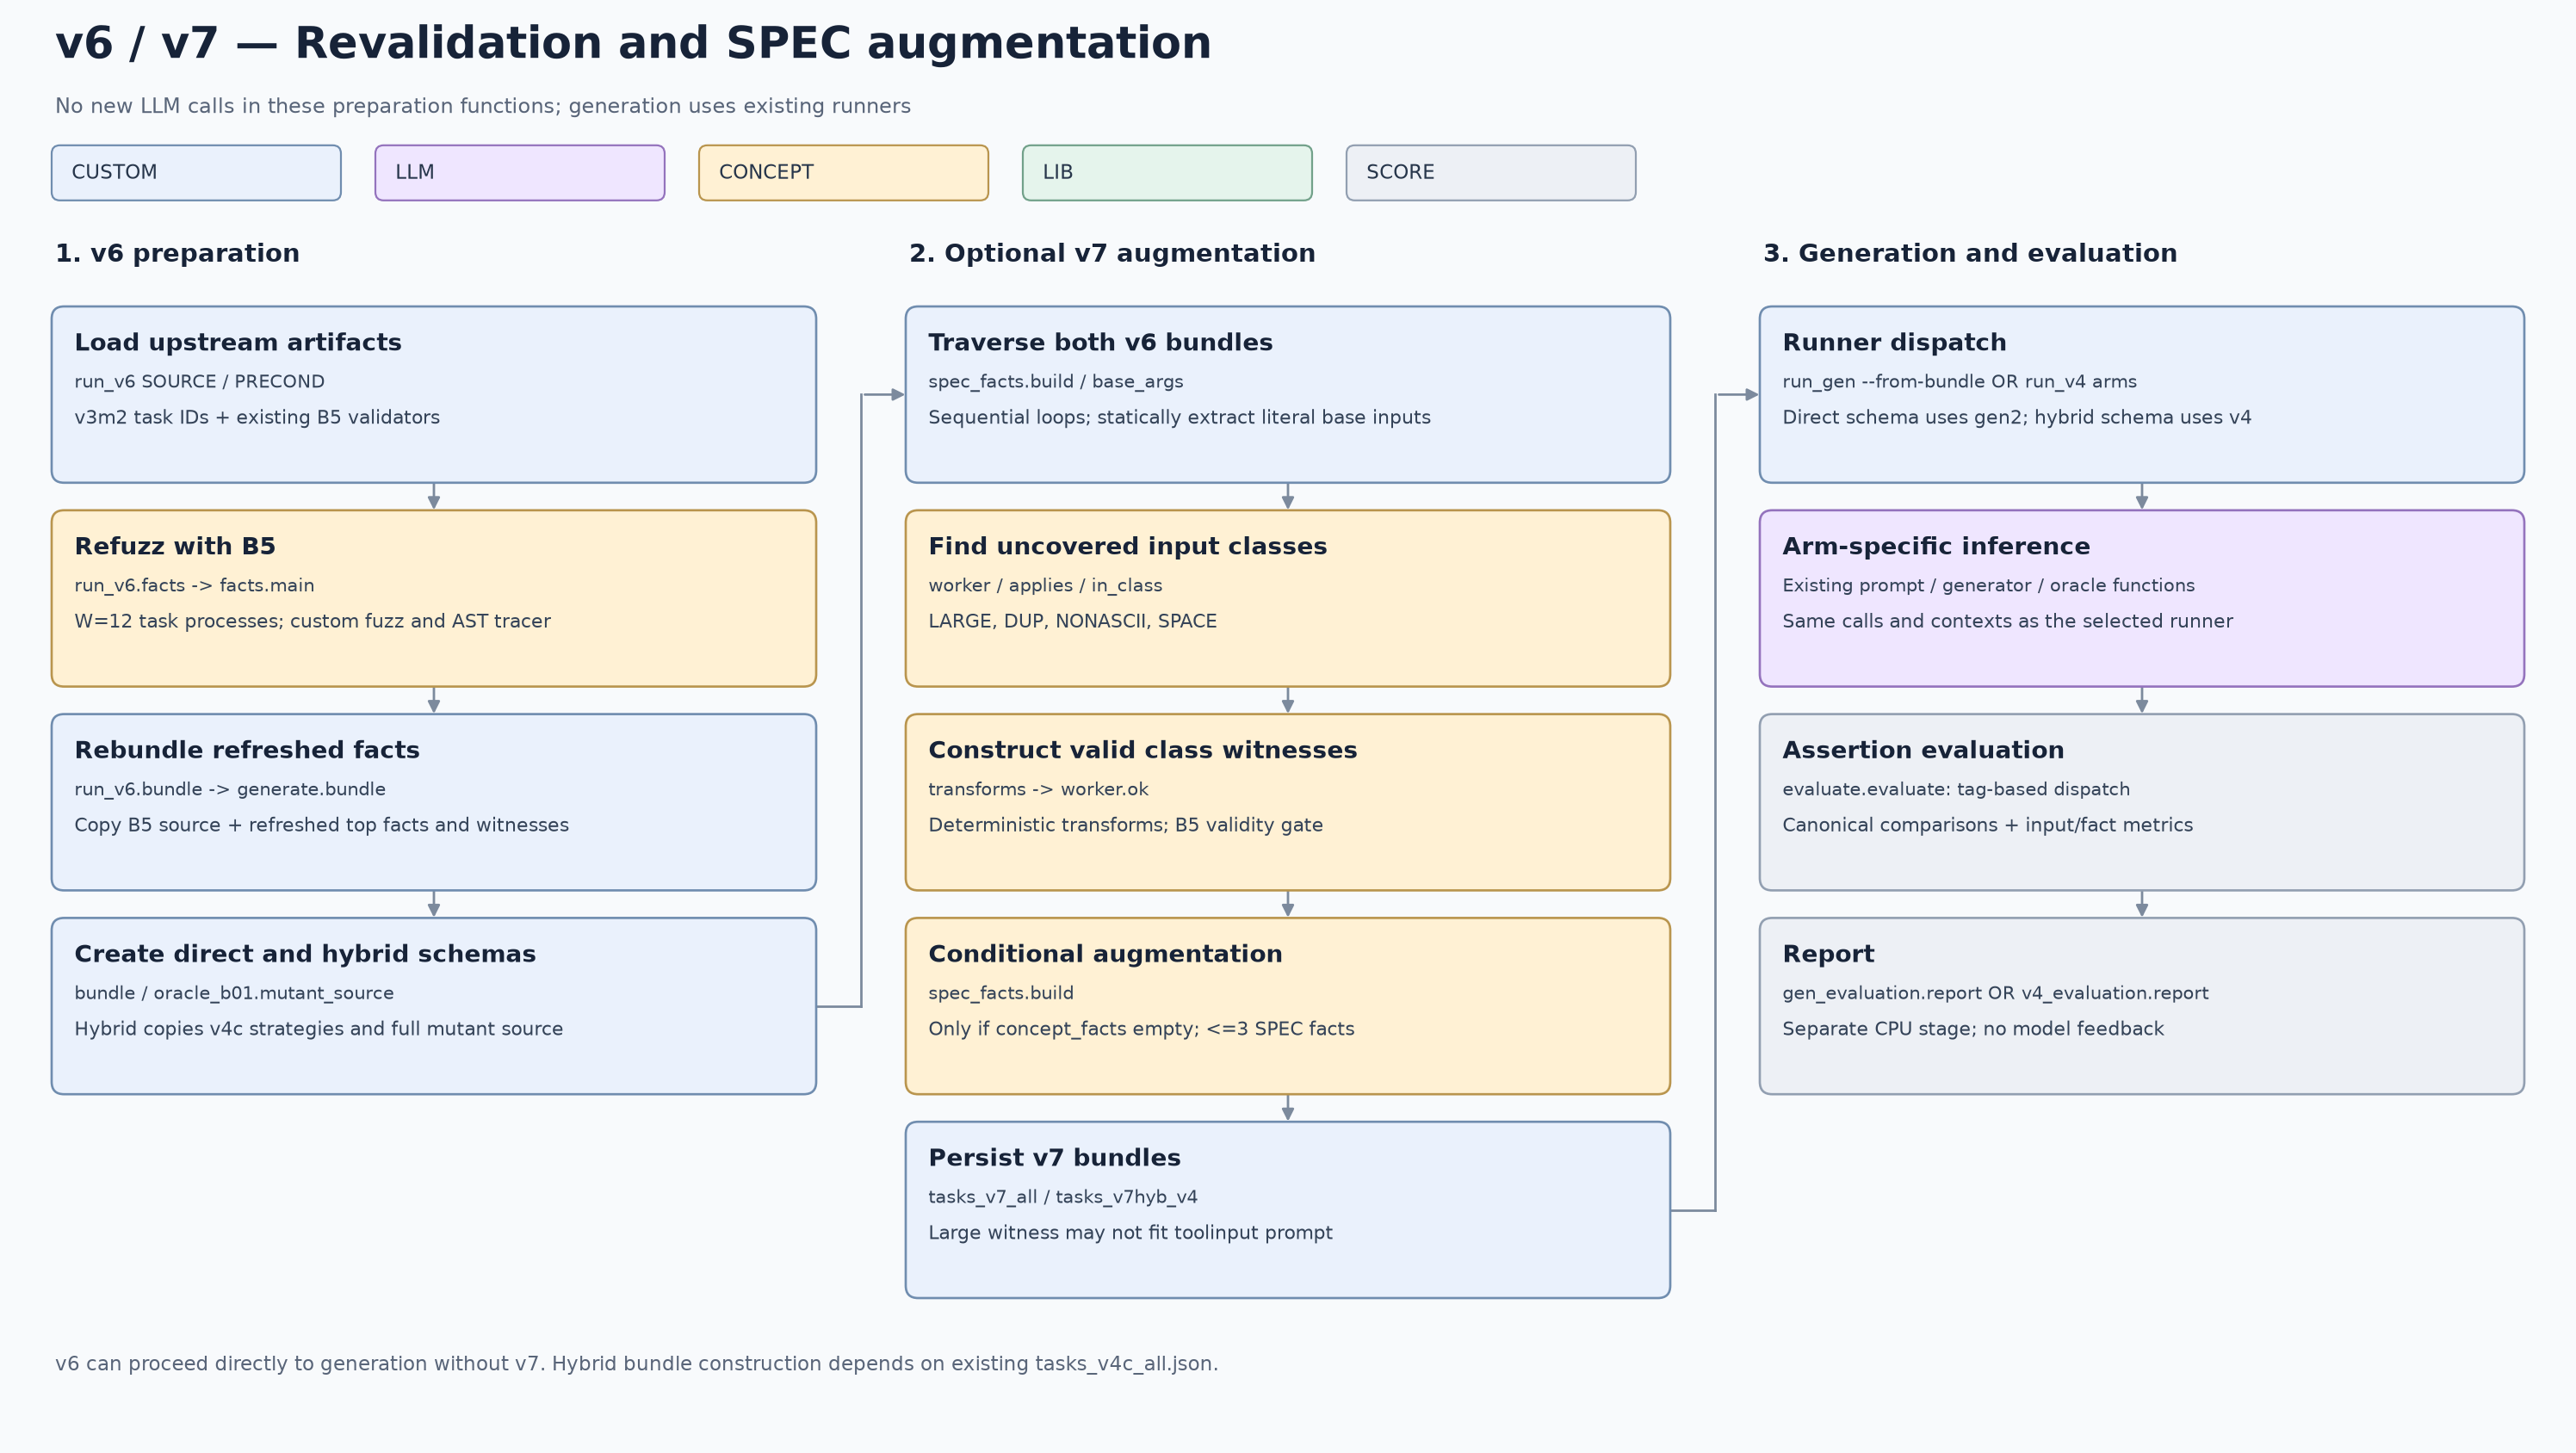 v6 / v7 — Revalidation and SPEC augmentation
No new LLM calls in these preparation functions; generation uses existing runners
CUSTOM
LLM
CONCEPT
LIB
SCORE
1. v6 preparation
Load upstream artifacts
run_v6 SOURCE / PRECOND
v3m2 task IDs + existing B5 validators
Refuzz with B5
run_v6.facts -> facts.main
W=12 task processes; custom fuzz and AST tracer
Rebundle refreshed facts
run_v6.bundle -> generate.bundle
Copy B5 source + refreshed top facts and witnesses
Create direct and hybrid schemas
bundle / oracle_b01.mutant_source
Hybrid copies v4c strategies and full mutant source
2. Optional v7 augmentation
Traverse both v6 bundles
spec_facts.build / base_args
Sequential loops; statically extract literal base inputs
Find uncovered input classes
worker / applies / in_class
LARGE, DUP, NONASCII, SPACE
Construct valid class witnesses
transforms -> worker.ok
Deterministic transforms; B5 validity gate
Conditional augmentation
spec_facts.build
Only if concept_facts empty; <=3 SPEC facts
Persist v7 bundles
tasks_v7_all / tasks_v7hyb_v4
Large witness may not fit toolinput prompt
3. Generation and evaluation
Runner dispatch
run_gen --from-bundle OR run_v4 arms
Direct schema uses gen2; hybrid schema uses v4
Arm-specific inference
Existing prompt / generator / oracle functions
Same calls and contexts as the selected runner
Assertion evaluation
evaluate.evaluate: tag-based dispatch
Canonical comparisons + input/fact metrics
Report
gen_evaluation.report OR v4_evaluation.report
Separate CPU stage; no model feedback
v6 can proceed directly to generation without v7. Hybrid bundle construction depends on existing tasks_v4c_all.json.